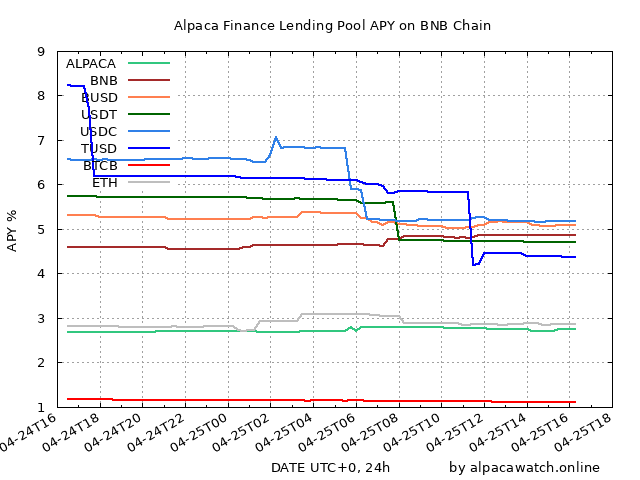 Alpaca Finance Lending Pool APY on BNB Chain
9
8
7
6
5
4
3
2
1
APY %
ALPACA
BNB
BUSD
USDT
USDC
TUSD
BTCB
ETH
04-24T16
04-24T18
04-24T20
04-24T22
04-25T00
04-25T02
04-25T04
04-25T06
04-25T08
04-25T10
04-25T12
04-25T14
04-25T16
04-25T18
DATE UTC+0, 24h
by alpacawatch.online